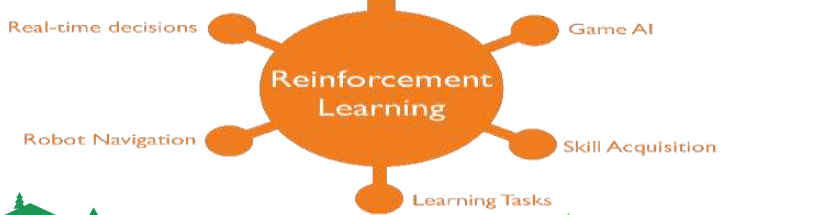 Real-time decisions
Game AI
Reinforcement
Learning
Robot Navigation
Skill Acquisition
Learning Tasks